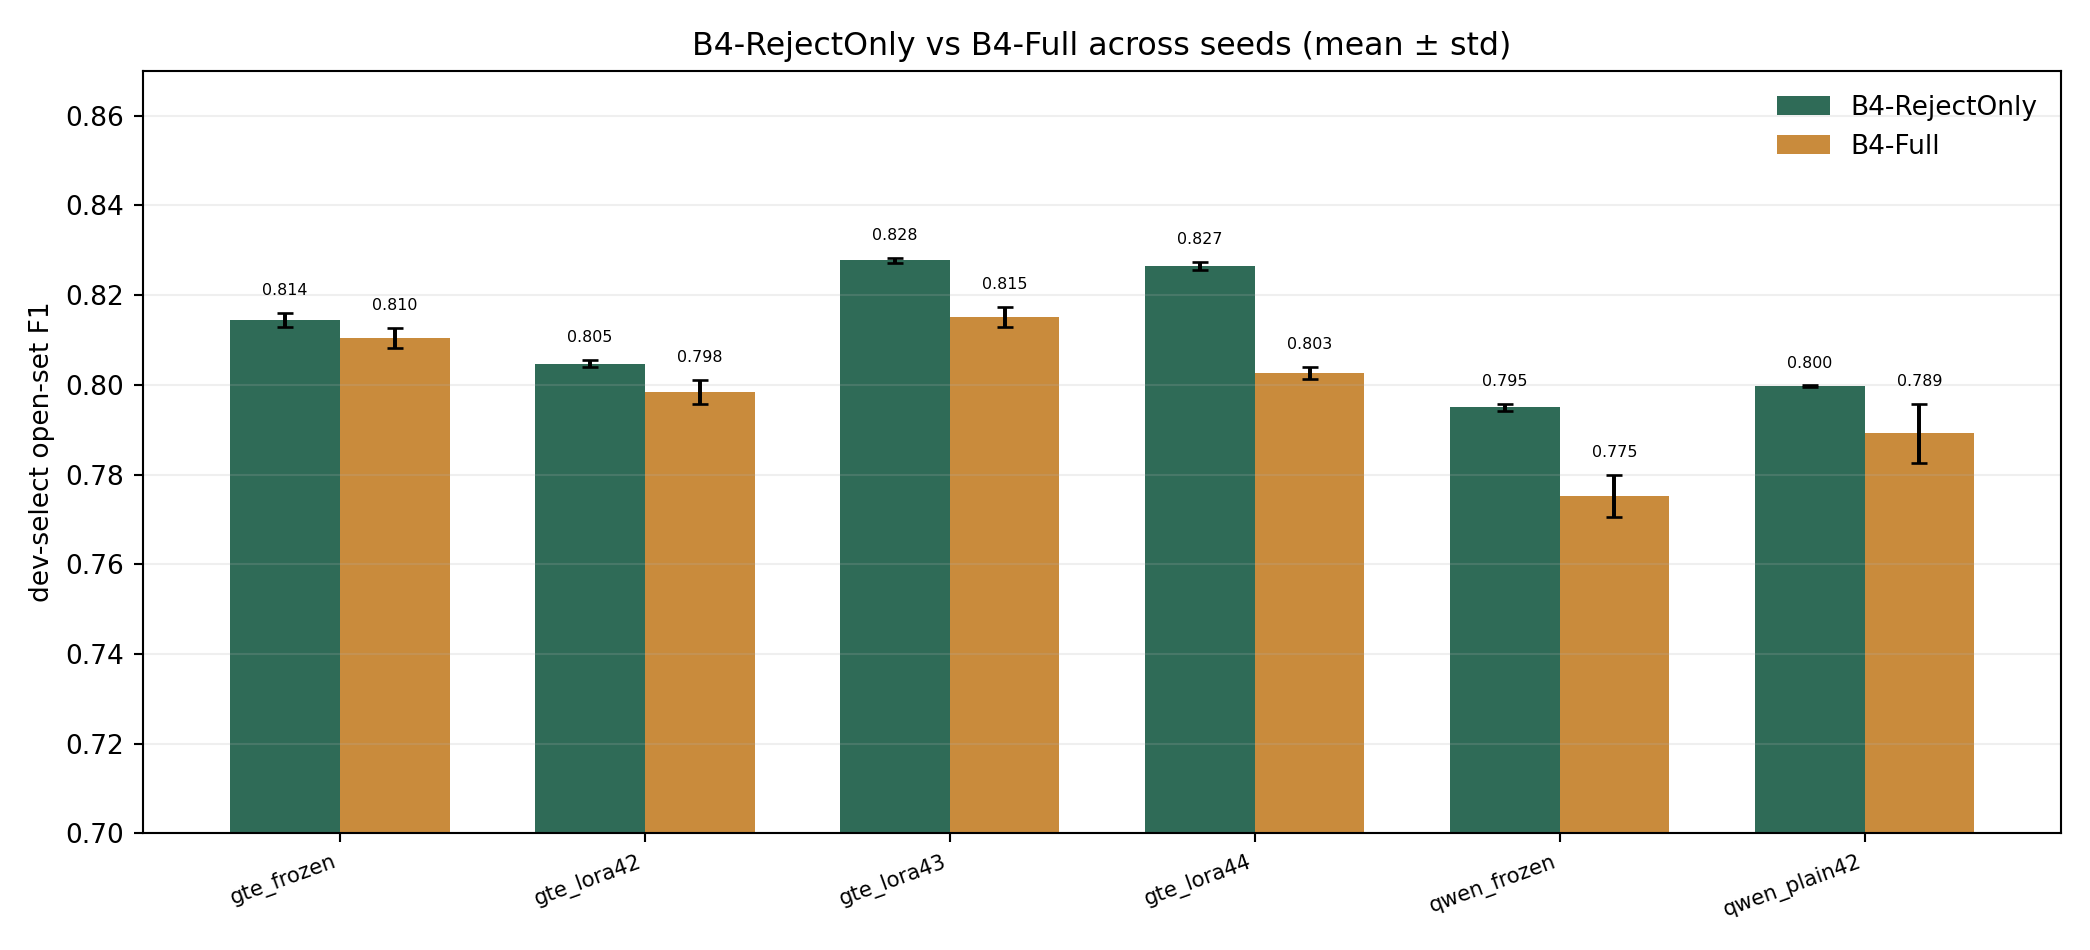 B4-RejectOnly vs B4-Full across seeds (mean ± std)
B4-RejectOnly
B4-Full
dev-select open-set F1
0.86
0.84
0.82
0.80
0.78
0.76
0.74
0.72
0.70
0.814
0.810
0.805
0.798
0.828
0.815
0.827
0.803
0.795
0.775
0.800
0.789
gte_frozen
gte_lora42
gte_lora43
gte_lora44
qwen_frozen
qwen_plain42